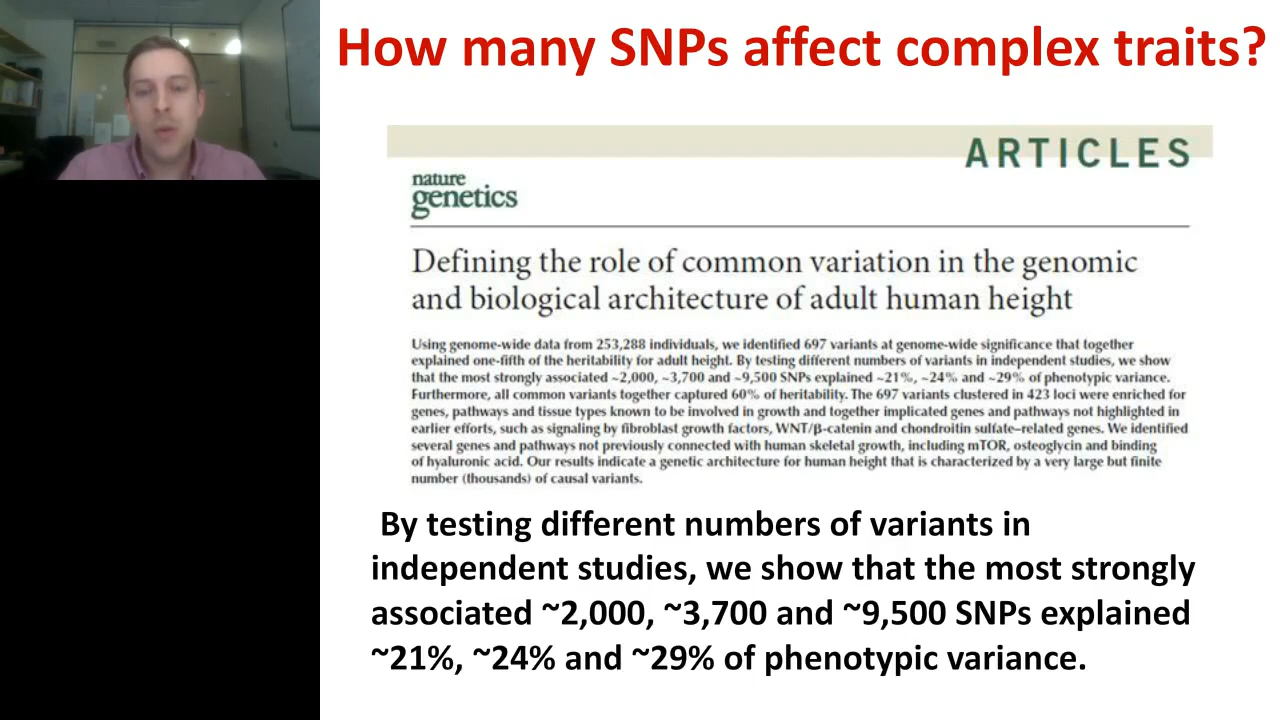 How many SNPs affect complex traits?
ARTICLES
nature
genetics
Defining the role of common variation in the genomic
and biological architecture of adult human height
Using genome-wide data from 253,288 individuals, we identified 697 variants at genome-wide significance that together
explained one-fifth of the heritability for adult height. By testing different numbers of variants in independent studies, we show
that the most strongly associated ~2,000, ~3,700 and ~9,500 SNPs explained ~21%, ~24% and ~29% of phenotypic variance.
Furthermore, all common variants together captured 60% of heritability. The 697 variants clustered in 423 loci were enriched for
genes, pathways and tissue types known to be involved in growth and together implicated genes and pathways not highlighted in
earlier efforts, such as signaling by fibroblast growth factors, WNT/β-catenin and chondroitin sulfate–related genes. We identified
several genes and pathways not previously connected with human skeletal growth, including mTOR, osteoglycin and binding
of hyaluronic acid. Our results indicate a genetic architecture for human height that is characterized by a very large but finite
number (thousands) of causal variants.
By testing different numbers of variants in
independent studies, we show that the most strongly
associated ~2,000, ~3,700 and ~9,500 SNPs explained
~21%, ~24% and ~29% of phenotypic variance.